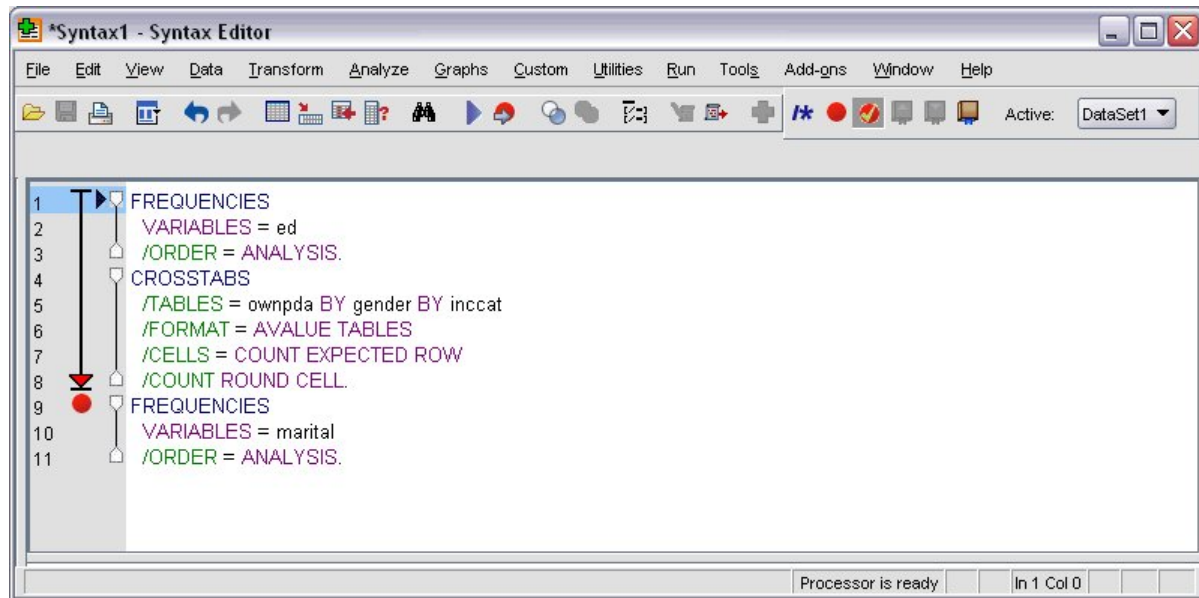 *Syntax1 - Syntax Editor
File Edit View Data Transform Analyze Graphs Custom Utilities Run Tools Add-ons Window Help
/* Active: DataSet1
1 FREQUENCIES
2 VARIABLES = ed
3 /ORDER = ANALYSIS.
4 CROSSTABS
5 /TABLES = ownpda BY gender BY inccat
6 /FORMAT = AVALUE TABLES
7 /CELLS = COUNT EXPECTED ROW
8 /COUNT ROUND CELL.
9 FREQUENCIES
10 VARIABLES = marital
11 /ORDER = ANALYSIS.
Processor is ready In 1 Col 0